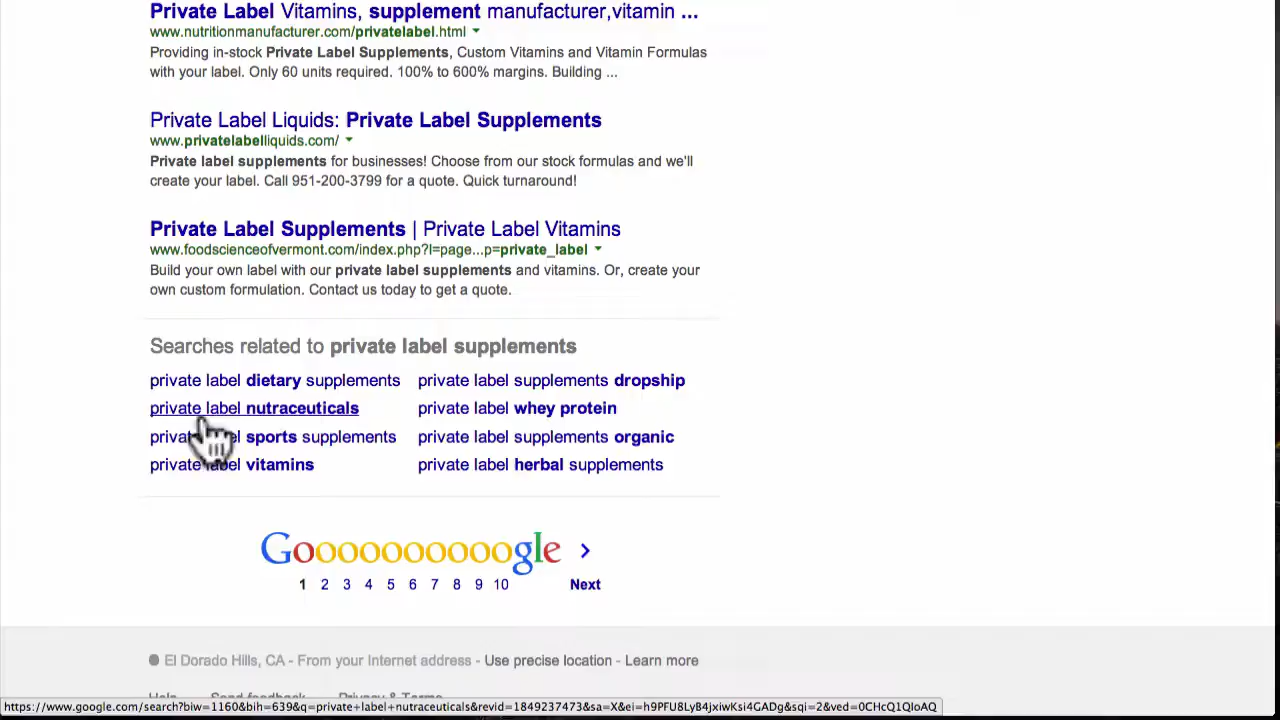 Private Label Vitamins, supplement manufacturer,vitamin ...
www.nutritionmanufacturer.com/privatelabel.html
Providing in-stock Private Label Supplements, Custom Vitamins and Vitamin Formulas
with your label. Only 60 units required. 100% to 600% margins. Building ...
Private Label Liquids: Private Label Supplements
www.privatelabelliquids.com/
Private label supplements for businesses! Choose from our stock formulas and we'll
create your label. Call 951-200-3799 for a quote. Quick turnaround!
Private Label Supplements | Private Label Vitamins
www.foodscienceofvermont.com/index.php?l=page...p=private_label
Build your own label with our private label supplements and vitamins. Or, create your
own custom formulation. Contact us today to get a quote.
Searches related to private label supplements
private label dietary supplements private label supplements dropship
private label nutraceuticals private label whey protein
private label sports supplements private label supplements organic
private label vitamins private label herbal supplements
Goooooooooogle >
1 2 3 4 5 6 7 8 9 10 Next
El Dorado Hills, CA - From your Internet address - Use precise location - Learn more
Help Send feedback Privacy & Terms
https://www.google.com/search?biw=1160&bih=639&q=private+label+nutraceuticals&revid=1849237473&sa=X&ei=h9PFU8LyB4jxiwKsi4GADg&sqi=2&ved=0CHcQ1QIoAQ